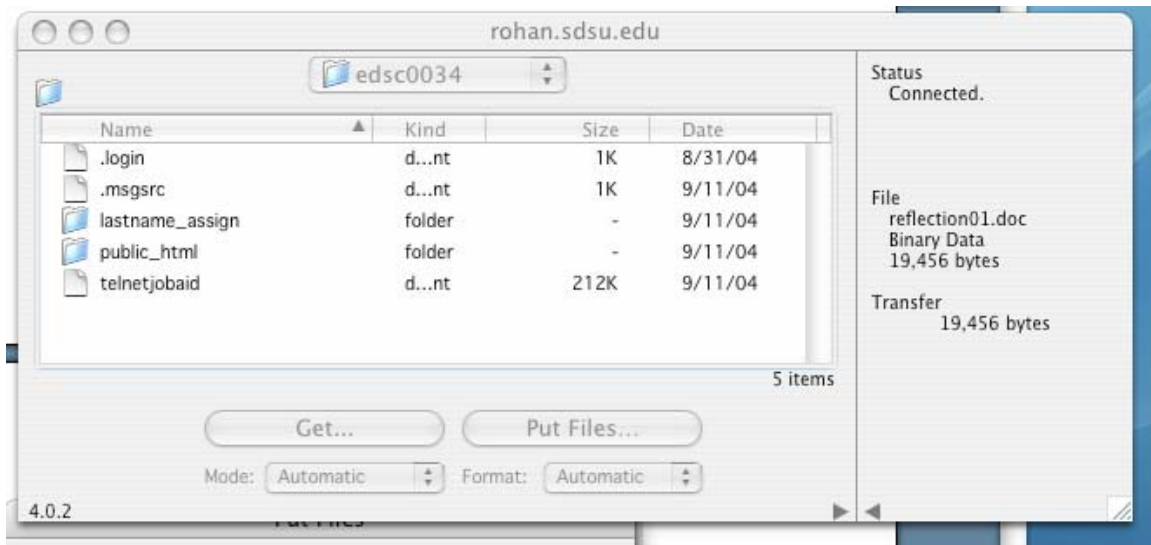 rohan.sdsu.edu
edsc0034
Name Kind Size Date
.login d...nt 1K 8/31/04
.msgsrc d...nt 1K 9/11/04
lastname_assign folder - 9/11/04
public_html folder - 9/11/04
telnetjobaid d...nt 212K 9/11/04
5 items
Get... Put Files...
Mode: Automatic Format: Automatic
4.0.2
Put Files
Status
Connected.
File
reflection01.doc
Binary Data
19,456 bytes
Transfer
19,456 bytes